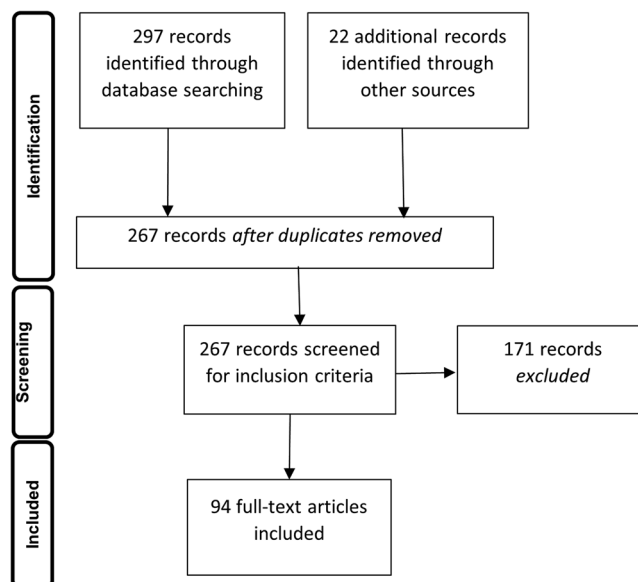 Identification
297 records
identified through
database searching
22 additional records
identified through
other sources
267 records after duplicates removed
Screening
267 records screened
for inclusion criteria
171 records
excluded
Included
94 full-text articles
included